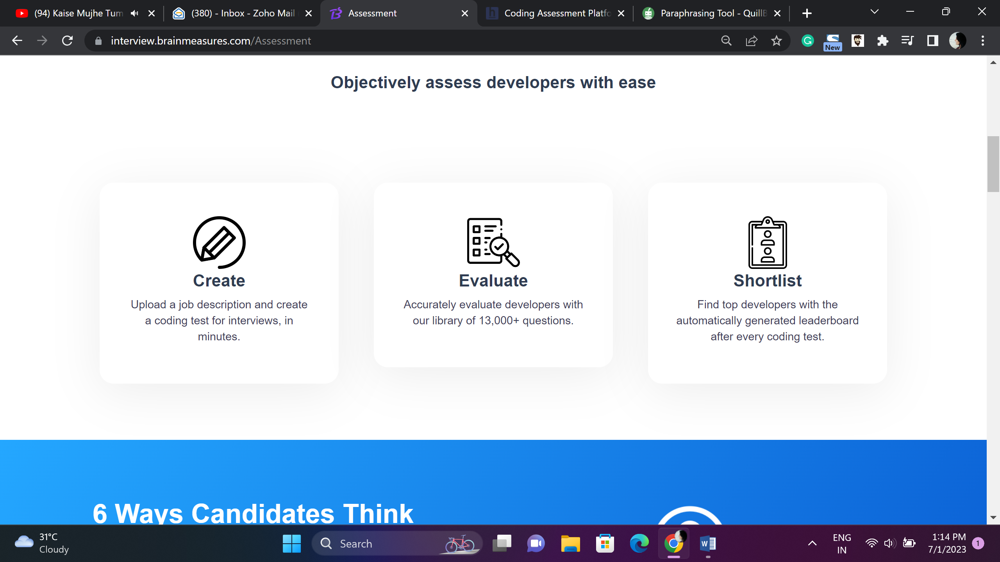 (94) Kaise Mujhe Tum
(380) - Inbox - Zoho Mail
Assessment
Coding Assessment Platfo
Paraphrasing Tool - QuillB
interview.brainmeasures.com/Assessment
New
Objectively assess developers with ease
Create
Upload a job description and create
a coding test for interviews, in
minutes.
Evaluate
Accurately evaluate developers with
our library of 13,000+ questions.
Shortlist
Find top developers with the
automatically generated leaderboard
after every coding test.
6 Ways Candidates Think
31°C
Cloudy
Search
ENG
IN
1:14 PM
7/1/2023
1